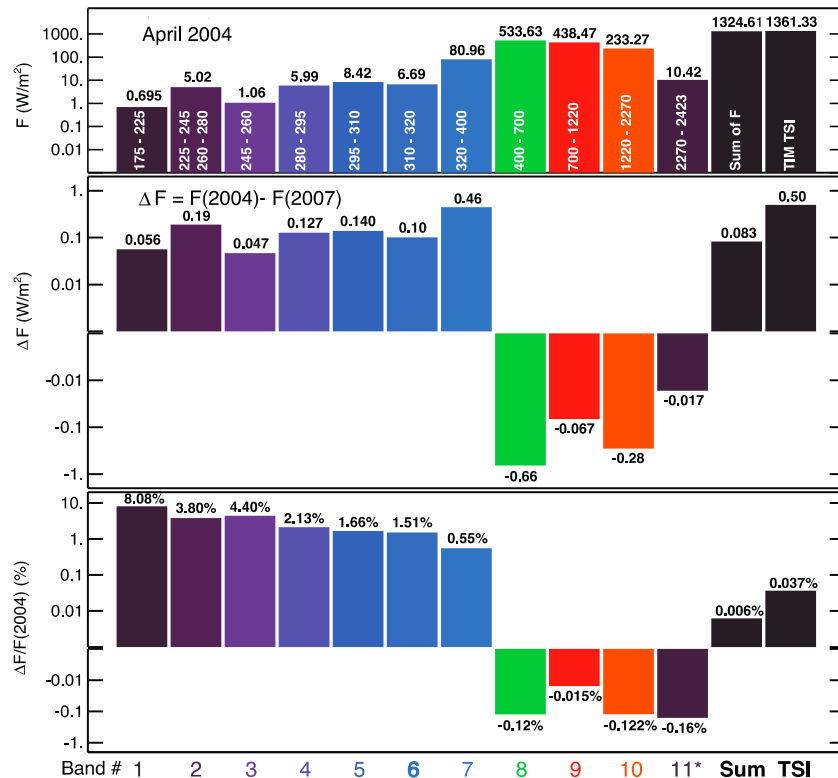 April 2004
F (W/m²)
1000.
100.
10.
1.
0.1
0.01
0.695
5.02
1.06
5.99
8.42
6.69
80.96
533.63
438.47
233.27
10.42
1324.61
1361.33
175 - 225
225 - 245
260 - 280
245 - 260
280 - 295
295 - 310
310 - 320
320 - 400
400 - 700
700 - 1220
1220 - 2270
2270 - 2423
Sum of F
TIM TSI
Δ F = F(2004)- F(2007)
Δ F (W/m²)
1.
0.1
0.01
-0.01
-0.1
-1.
0.056
0.19
0.047
0.127
0.140
0.10
0.46
-0.66
-0.067
-0.28
-0.017
0.083
0.50
ΔF/F(2004) (%)
10.
1.
0.1
0.01
-0.01
-0.1
-1.
8.08%
3.80%
4.40%
2.13%
1.66%
1.51%
0.55%
-0.12%
-0.015%
-0.122%
-0.16%
0.006%
0.037%
Band # 1 2 3 4 5 6 7 8 9 10 11* Sum TSI